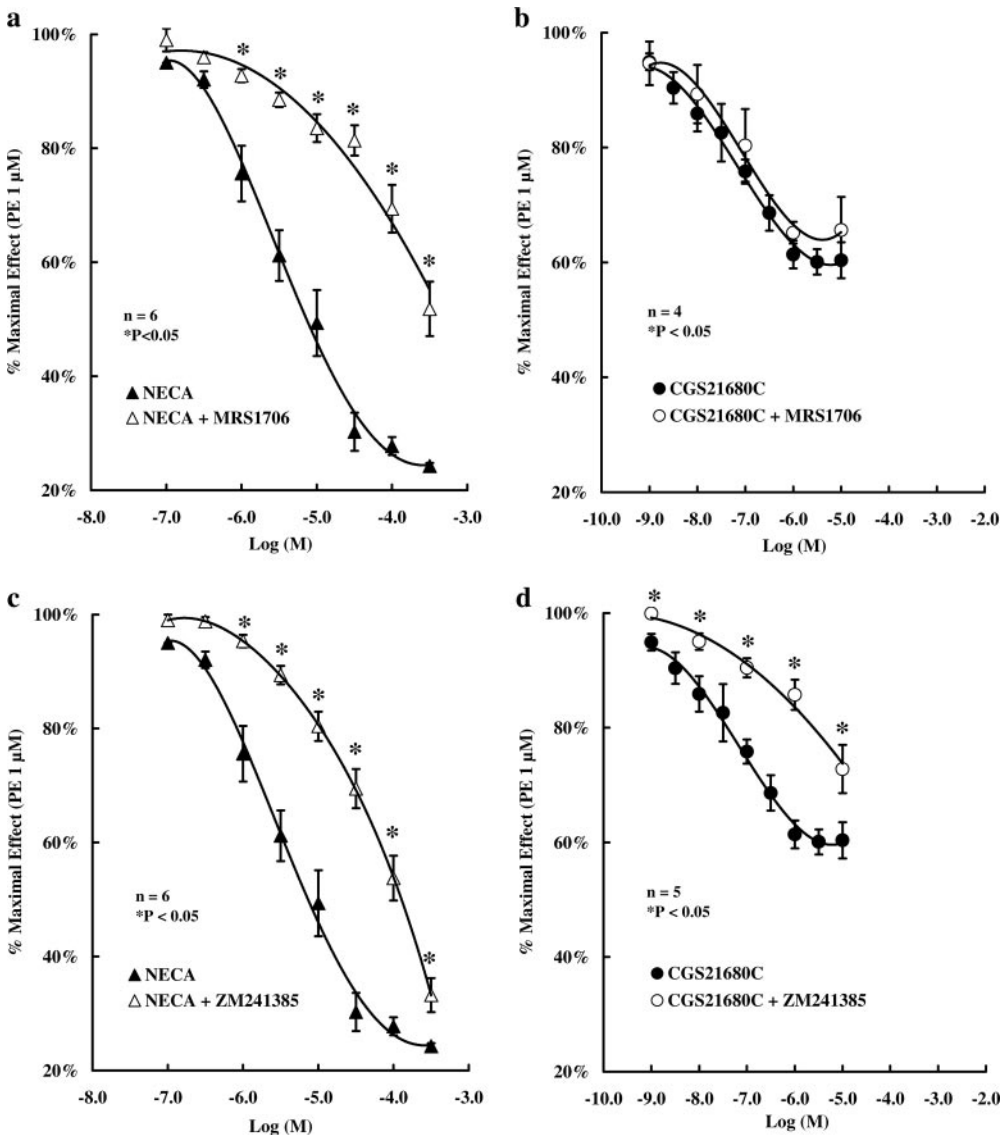 a
100%
80%
60%
40%
20%
% Maximal Effect (PE 1 µM)
* * * * * *
n = 6
*P<0.05
NECA
NECA + MRS1706
-8.0 -7.0 -6.0 -5.0 -4.0 -3.0
Log (M)
b
100%
80%
60%
40%
20%
% Maximal Effect (PE 1 µM)
n = 4
*P < 0.05
CGS21680C
CGS21680C + MRS1706
-10.0 -9.0 -8.0 -7.0 -6.0 -5.0 -4.0 -3.0 -2.0
Log (M)
c
100%
80%
60%
40%
20%
% Maximal Effect (PE 1 µM)
* * * * * *
n = 6
*P < 0.05
NECA
NECA + ZM241385
-8.0 -7.0 -6.0 -5.0 -4.0 -3.0
Log (M)
d
100%
80%
60%
40%
20%
% Maximal Effect (PE 1 µM)
* * * * *
n = 5
*P < 0.05
CGS21680C
CGS21680C + ZM241385
-10.0 -9.0 -8.0 -7.0 -6.0 -5.0 -4.0 -3.0 -2.0
Log (M)